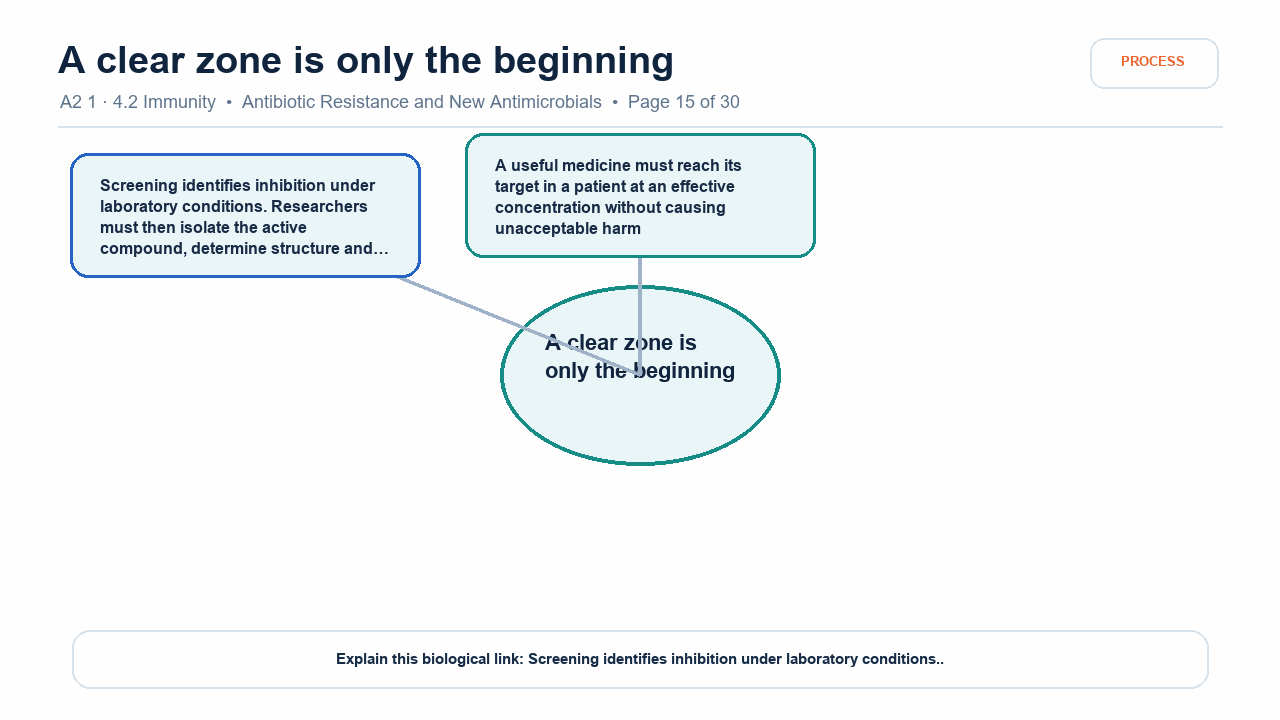 A clear zone is only the beginning
PROCESS
A2 1 · 4.2 Immunity • Antibiotic Resistance and New Antimicrobials • Page 15 of 30
Screening identifies inhibition under
laboratory conditions. Researchers
must then isolate the active
compound, determine structure and…
A useful medicine must reach its
target in a patient at an effective
concentration without causing
unacceptable harm
A clear zone is
only the beginning
Explain this biological link: Screening identifies inhibition under laboratory conditions..